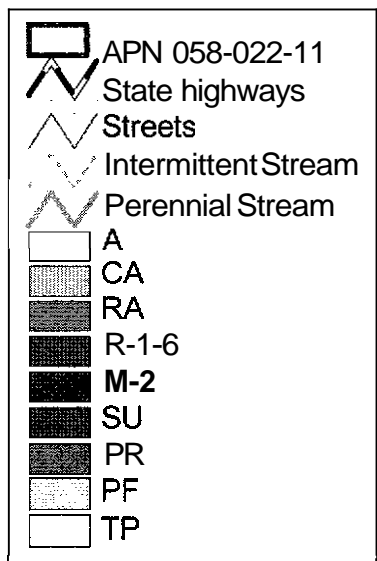 APN 058-022-11
State highways
Streets
Intermittent Stream
Perennial Stream
A
CA
RA
R-1-6
M-2
SU
PR
PF
TP